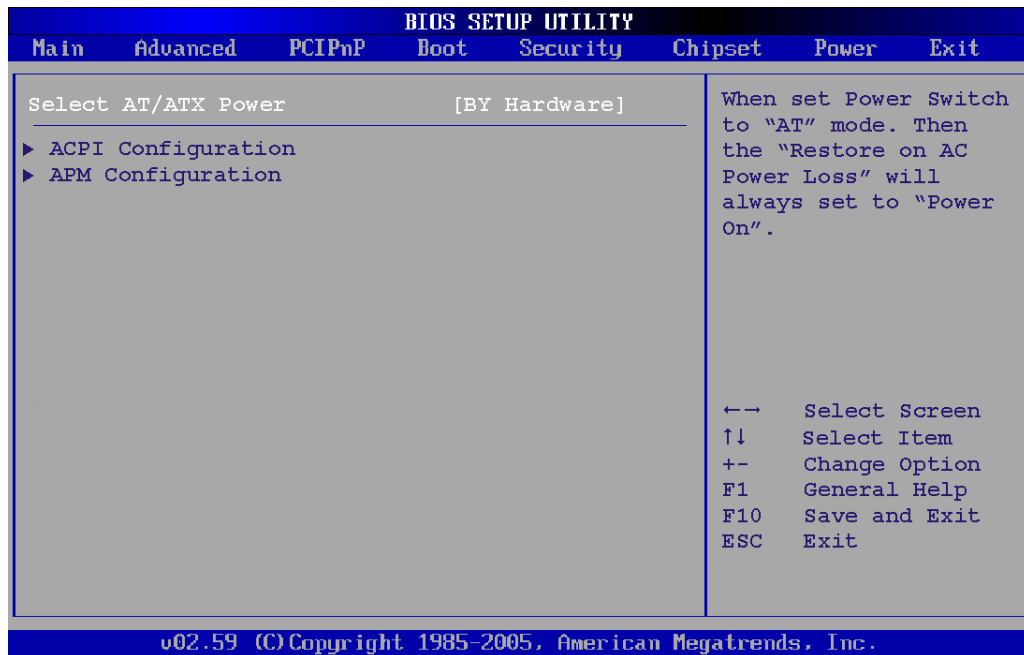 BIOS SETUP UTILITY
Main Advanced PCIPnP Boot Security Chipset Power Exit
Select AT/ATX Power [BY Hardware]
▶ ACPI Configuration
▶ APM Configuration
When set Power Switch
to “AT” mode. Then
the “Restore on AC
Power Loss” will
always set to “Power
On”.
←→ Select Screen
↑↓ Select Item
+- Change Option
F1 General Help
F10 Save and Exit
ESC Exit
v02.59 (C)Copyright 1985-2005, American Megatrends, Inc.